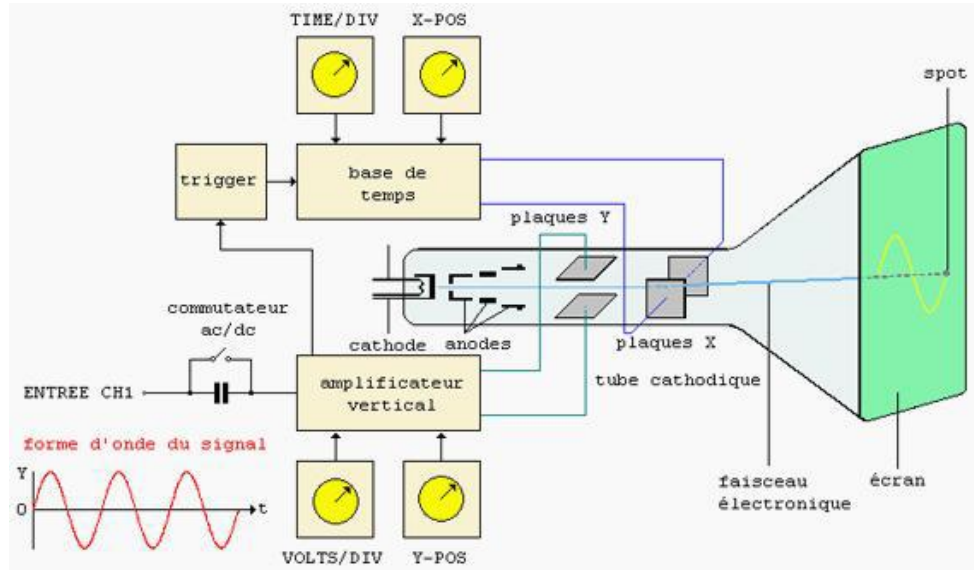 TIME/DIV X-POS
spot
trigger
base de
temps
plaques Y
commutateur
ac/dc
cathode
anodes
plaques X
tube cathodique
ENTREE CH1
amplificateur
vertical
forme d'onde du signal
Y
O
t
faisceau
électronique
écran
VOLTS/DIV Y-POS